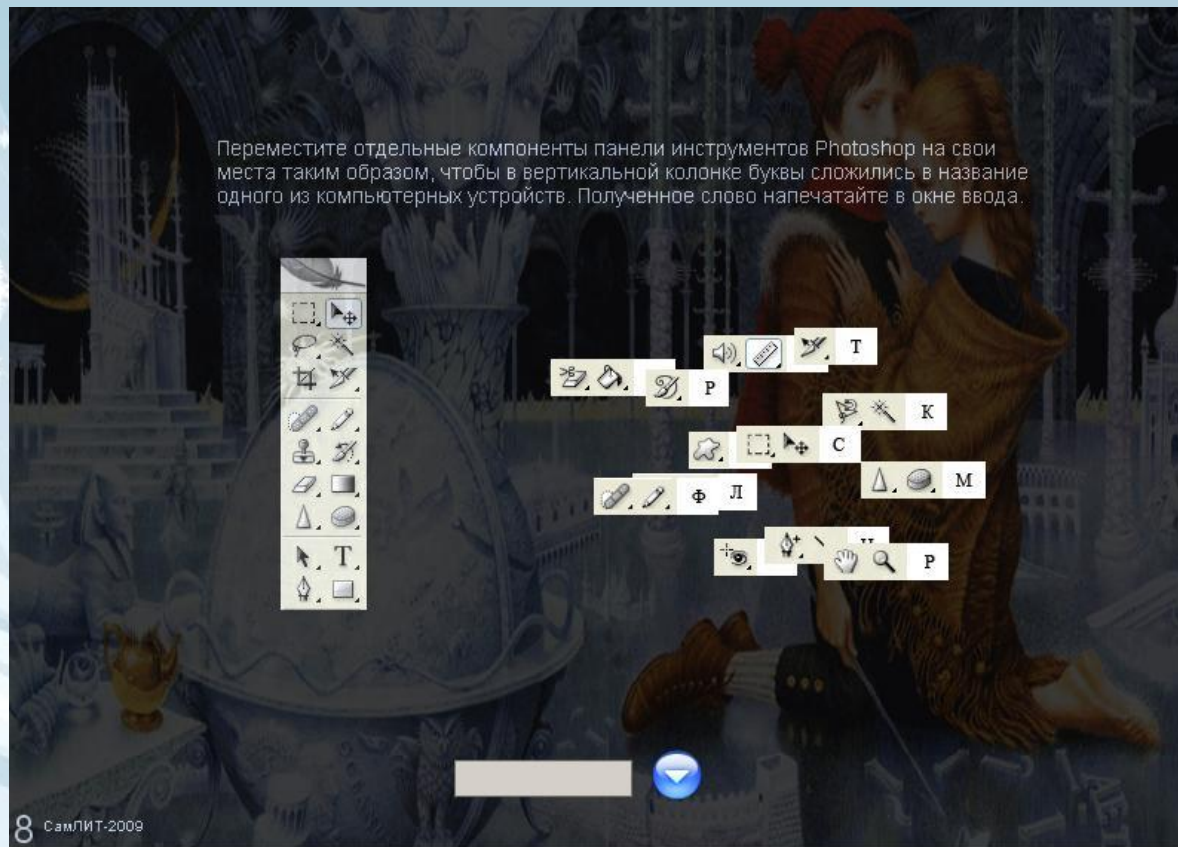 Переместите отдельные компоненты панели инструментов Photoshop на свои
места таким образом, чтобы в вертикальной колонке буквы сложились в название
одного из компьютерных устройств. Полученное слово напечатайте в окне ввода.
Т
Р
К
С
М
Ф Л
Р
T
8 СамЛИТ-2009